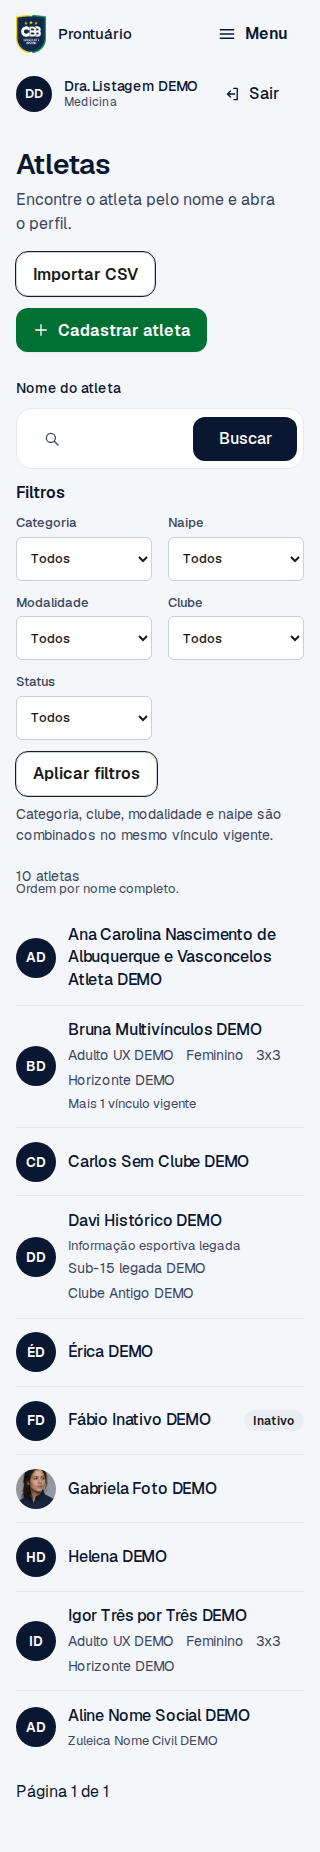 CBB
Prontuário
Menu
DD
Dra. Listagem DEMO
Medicina
Sair
Atletas
Encontre o atleta pelo nome e abra
o perfil.
Importar CSV
Cadastrar atleta
Nome do atleta
Buscar
Filtros
Categoria Naipe
Todos Todos
Modalidade Clube
Todos Todos
Status
Todos
Aplicar filtros
Categoria, clube, modalidade e naipe são
combinados no mesmo vínculo vigente.
10 atletas
Ordem por nome completo.
AD
Ana Carolina Nascimento de
Albuquerque e Vasconcelos
Atleta DEMO
BD
Bruna Multivínculos DEMO
Adulto UX DEMO Feminino 3x3
Horizonte DEMO
Mais 1 vínculo vigente
CD
Carlos Sem Clube DEMO
DD
Davi Histórico DEMO
Informação esportiva legada
Sub-15 legada DEMO
Clube Antigo DEMO
ÉD
Érica DEMO
FD
Fábio Inativo DEMO
Inativo
Gabriela Foto DEMO
HD
Helena DEMO
ID
Igor Três por Três DEMO
Adulto UX DEMO Feminino 3x3
Horizonte DEMO
AD
Aline Nome Social DEMO
Zuleica Nome Civil DEMO
Página 1 de 1